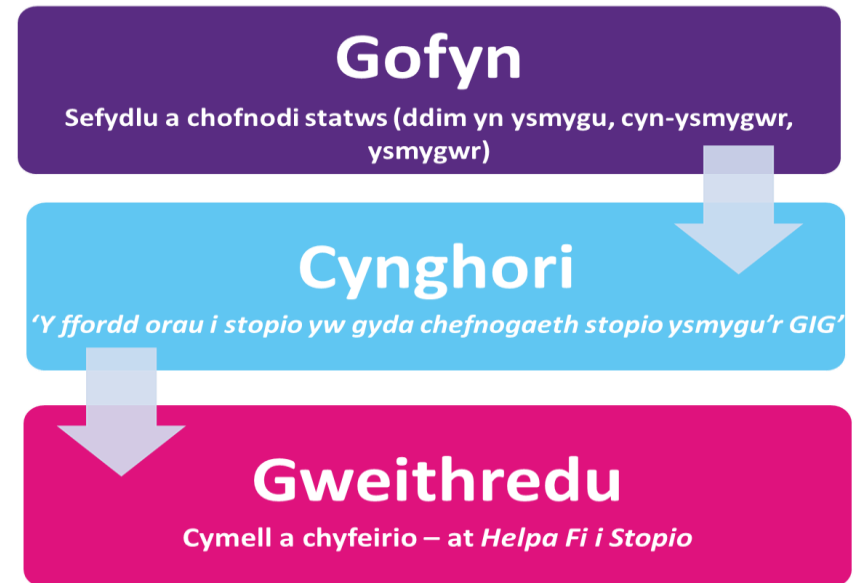 Gofyn
Sefydlu a chofnodi statws (ddim yn ysmygu, cyn-ysmygwr,
ysmygwr)
Cynghori
‘Y ffordd orau i stopio yw gyda chefnogaeth stopio ysmygu’r GIG’
Gweithredu
Cymell a chyfeirio – at Helpa Fi i Stopio